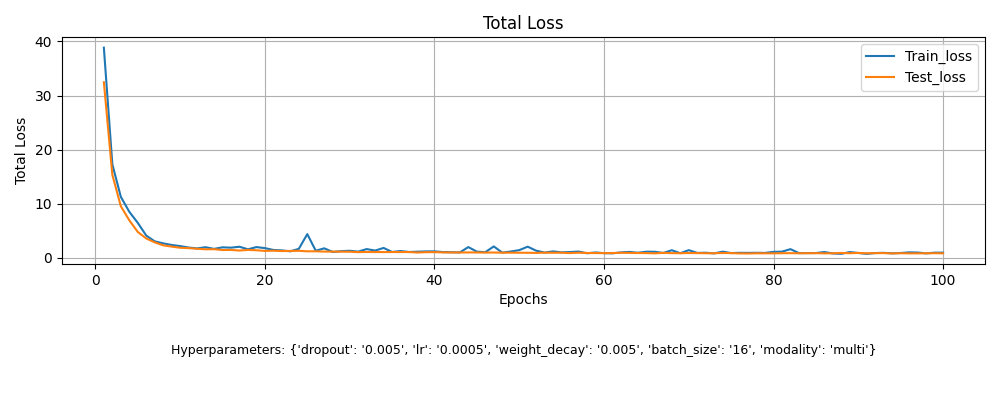 Total Loss
40
30
20
10
0
Total Loss
Train_loss
Test_loss
0
20
40
60
80
100
Epochs
Hyperparameters: {'dropout': '0.005', 'lr': '0.0005', 'weight_decay': '0.005', 'batch_size': '16', 'modality': 'multi'}